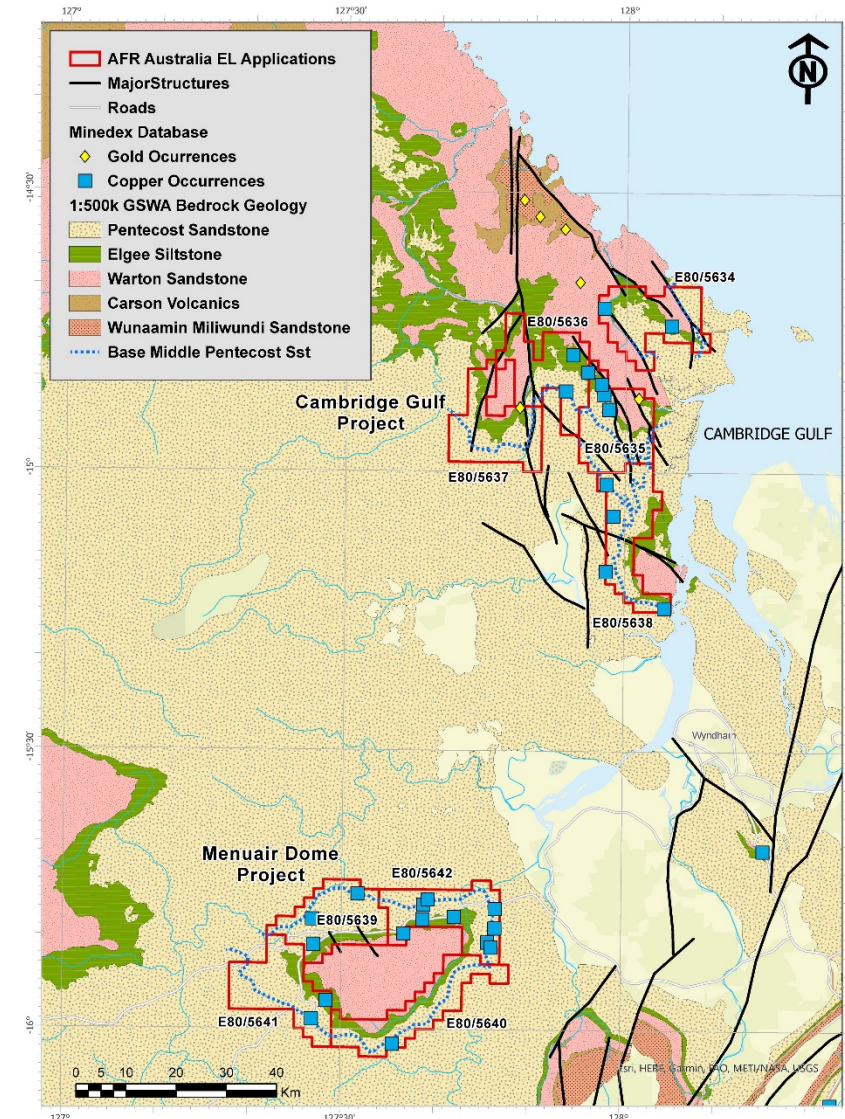 127°
127°30'
128°
AFR Australia EL Applications
MajorStructures
Roads
Minedex Database
Gold Ocurrences
Copper Occurrences
1:500k GSWA Bedrock Geology
Pentecost Sandstone
Elgee Siltstone
Warton Sandstone
Carson Volcanics
Wunaamin Miliwundi Sandstone
Base Middle Pentecost Sst
N
-14°30'
E80/5634
E80/5636
Cambridge Gulf
Project
CAMBRIDGE GULF
E80/5635
-15°
E80/5637
E80/5638
-15°30'
Wyndham
Menuair Dome
Project
E80/5642
E80/5639
E80/5641
E80/5640
-16°
0 5 10 20 30 40
Km
Esri, HERE, Garmin, FAO, METI/NASA, USGS
127°
127°30'
128°